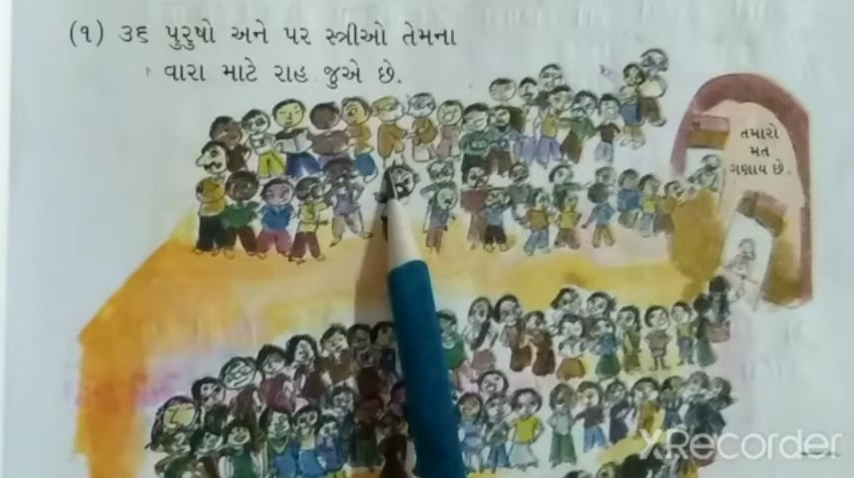 (૧) ૩૬ પુરુષો અને ૫૨ સ્ત્રીઓ તેમના
વારા માટે રાહ જુએ છે.
તમારો
મત
ગણાય છે.
XRecorder